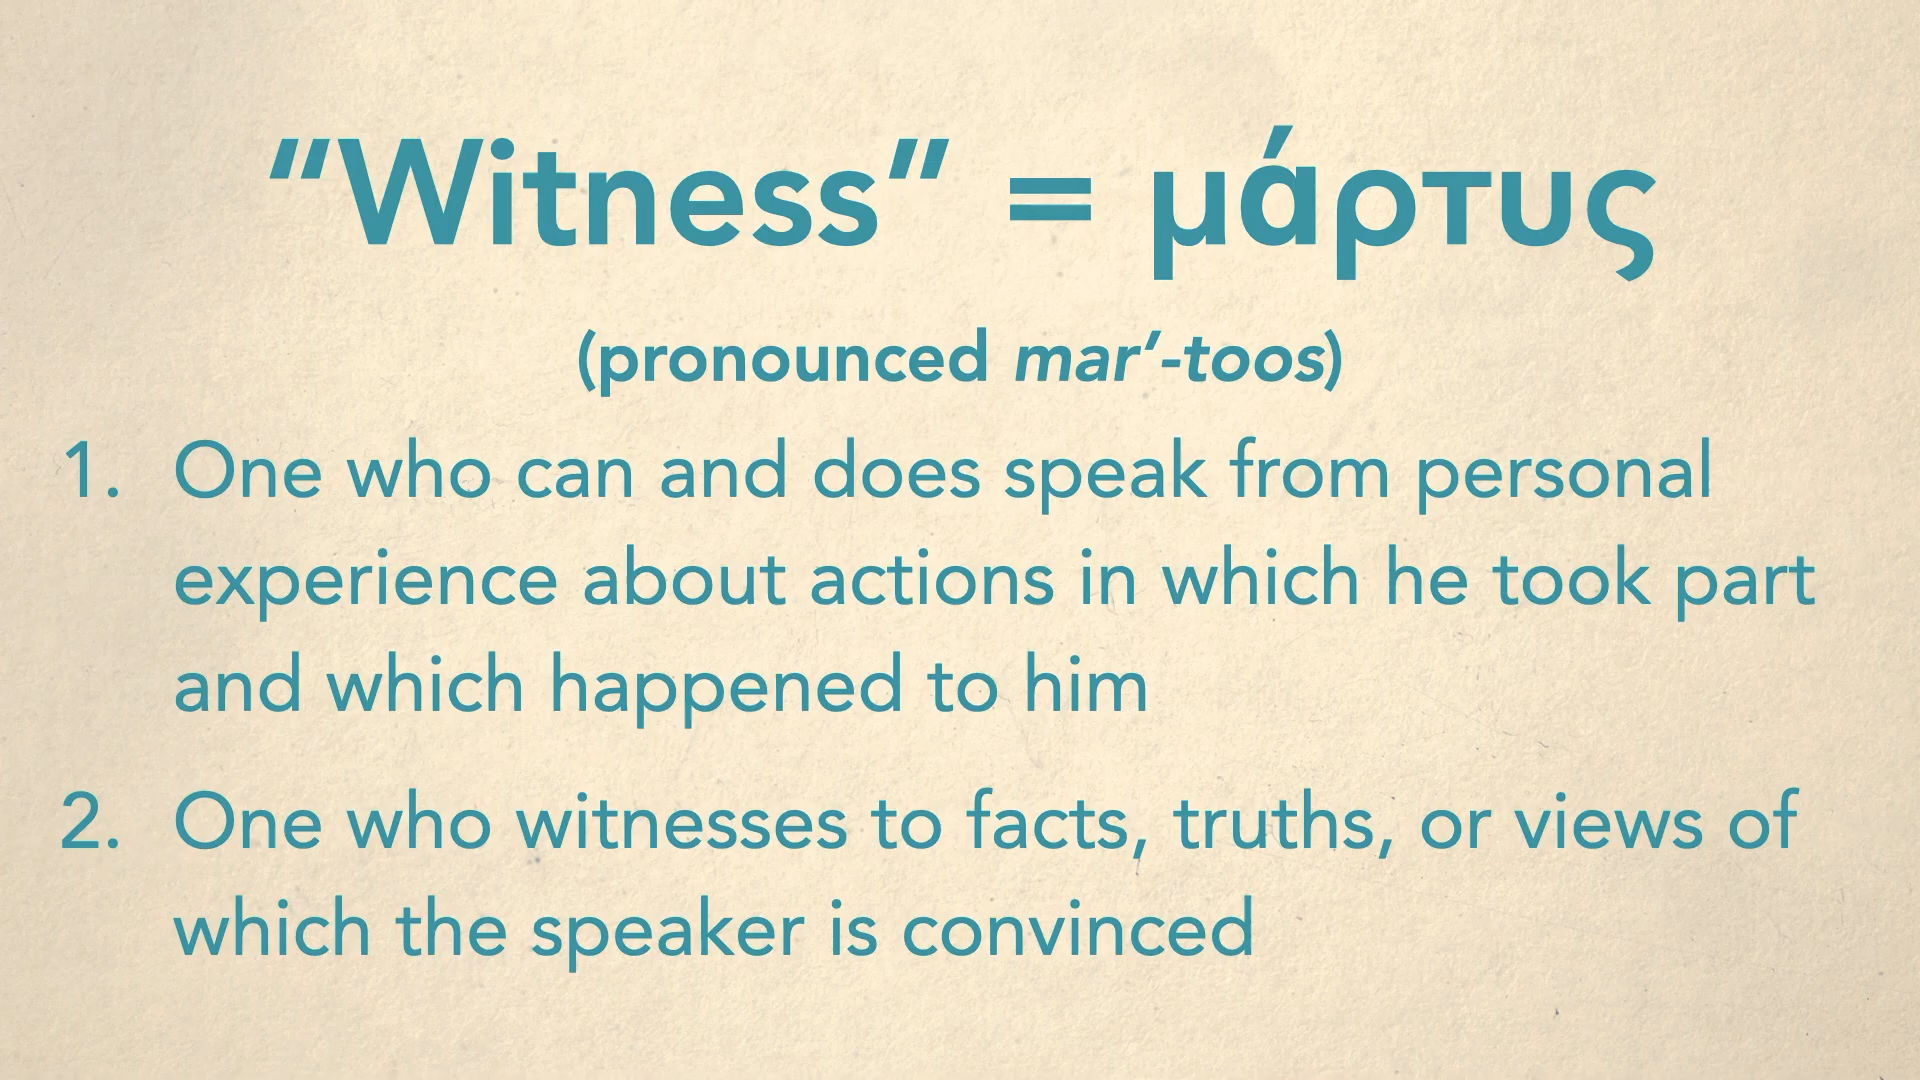 “Witness” = μάρτυς
(pronounced mar’-toos)
1. One who can and does speak from personal
experience about actions in which he took part
and which happened to him
2. One who witnesses to facts, truths, or views of
which the speaker is convinced